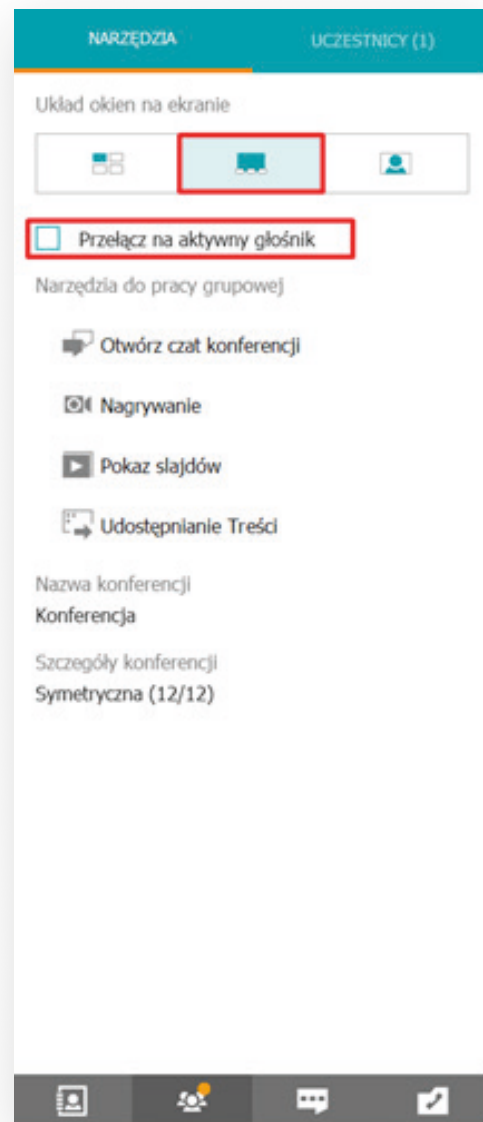 NARZĘDZIA
UCZESTNICY (1)
Układ okien na ekranie
Przełącz na aktywny głośnik
Narzędzia do pracy grupowej
Otwórz czat konferencji
Nagrywanie
Pokaz slajdów
Udostępnianie Treści
Nazwa konferencji
Konferencja
Szczegóły konferencji
Symetryczna (12/12)